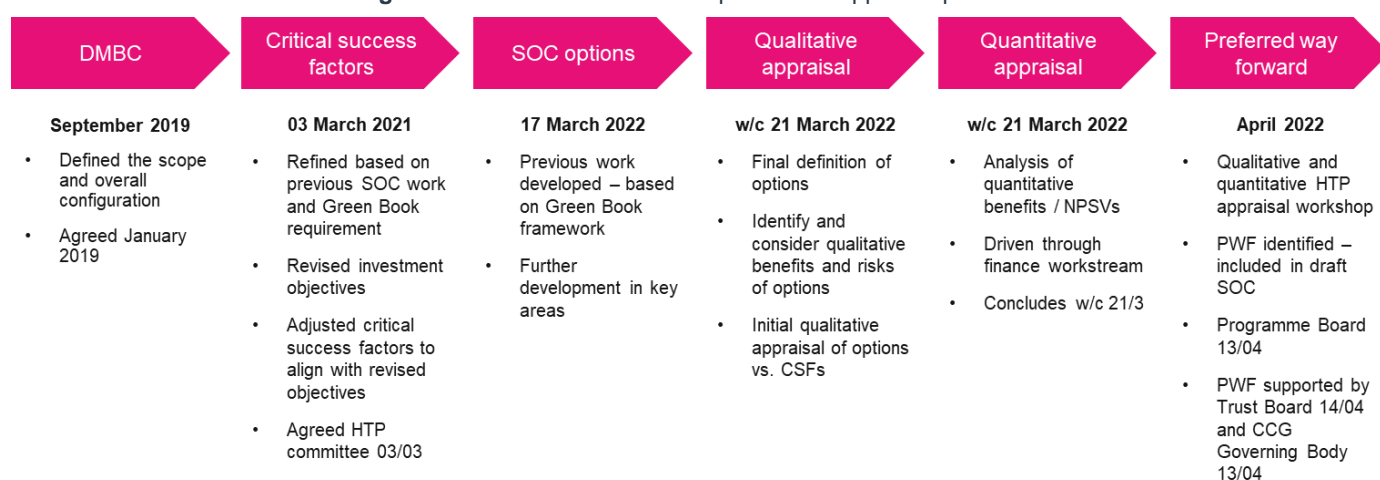 DMBC
Critical success
factors
SOC options
Qualitative
appraisal
Quantitative
appraisal
Preferred way
forward
September 2019
• Defined the scope
and overall
configuration
• Agreed January
2019
03 March 2021
• Refined based on
previous SOC work
and Green Book
requirement
• Revised investment
objectives
• Adjusted critical
success factors to
align with revised
objectives
• Agreed HTP
committee 03/03
17 March 2022
• Previous work
developed – based
on Green Book
framework
• Further
development in key
areas
w/c 21 March 2022
• Final definition of
options
• Identify and
consider qualitative
benefits and risks
of options
• Initial qualitative
appraisal of options
vs. CSFs
w/c 21 March 2022
• Analysis of
quantitative
benefits / NPSVs
• Driven through
finance workstream
• Concludes w/c 21/3
April 2022
• Qualitative and
quantitative HTP
appraisal workshop
• PWF identified –
included in draft
SOC
• Programme Board
13/04
• PWF supported by
Trust Board 14/04
and CCG
Governing Body
13/04